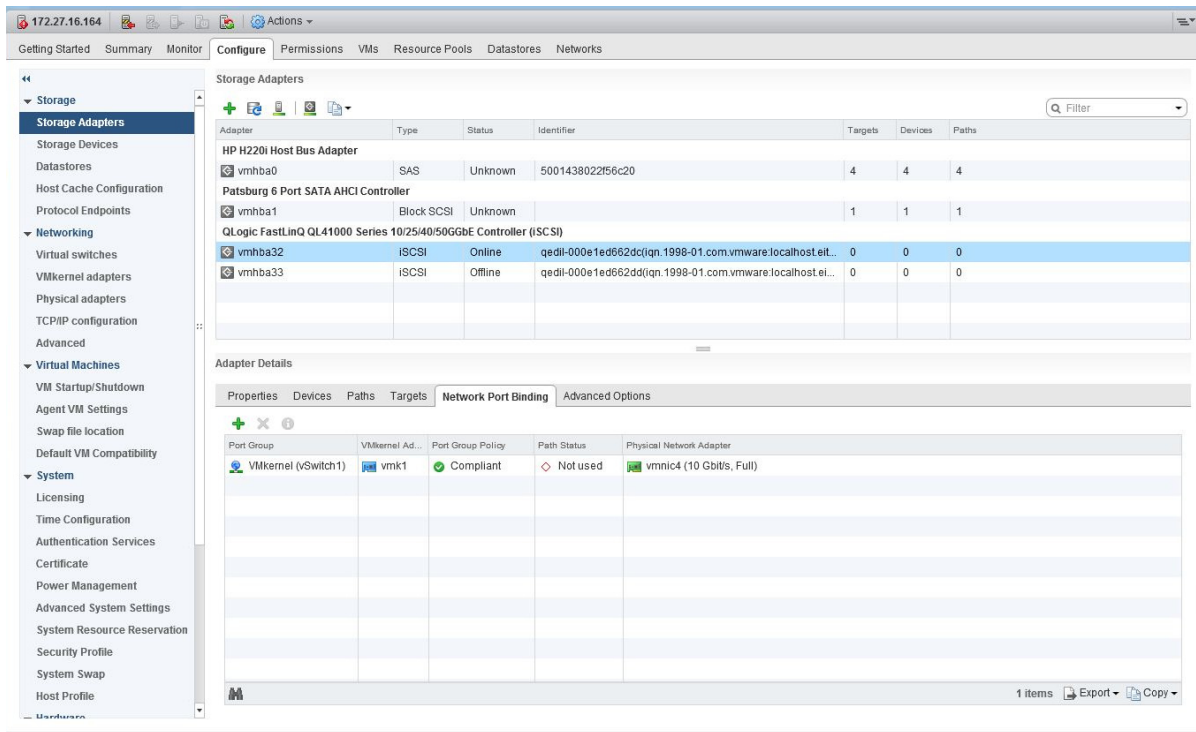 172.27.16.164 Actions
Getting Started Summary Monitor Configure Permissions VMs Resource Pools Datastores Networks
Storage
Storage Adapters
Storage Devices
Datastores
Host Cache Configuration
Protocol Endpoints
Networking
Virtual switches
VMkernel adapters
Physical adapters
TCP/IP configuration
Advanced
Virtual Machines
VM Startup/Shutdown
Agent VM Settings
Swap file location
Default VM Compatibility
System
Licensing
Time Configuration
Authentication Services
Certificate
Power Management
Advanced System Settings
System Resource Reservation
Security Profile
System Swap
Host Profile
Hardware
Storage Adapters
Filter
Adapter Type Status Identifier Targets Devices Paths
HP H220i Host Bus Adapter
vmhba0 SAS Unknown 5001438022f56c20 4 4 4
Patsburg 6 Port SATA AHCI Controller
vmhba1 Block SCSI Unknown 1 1 1
QLogic FastLinQ QL41000 Series 10/25/40/50GGbE Controller (iSCSI)
vmhba32 iSCSI Online qedil-000e1ed662dc(iqn.1998-01.com.vmware:localhost.eit... 0 0 0
vmhba33 iSCSI Offline qedil-000e1ed662dd(iqn.1998-01.com.vmware:localhost.ei... 0 0 0
Adapter Details
Properties Devices Paths Targets Network Port Binding Advanced Options
Port Group VMkernel Ad... Port Group Policy Path Status Physical Network Adapter
VMkernel (vSwitch1) vmk1 Compliant Not used vmnic4 (10 Gbit/s, Full)
1 items Export Copy